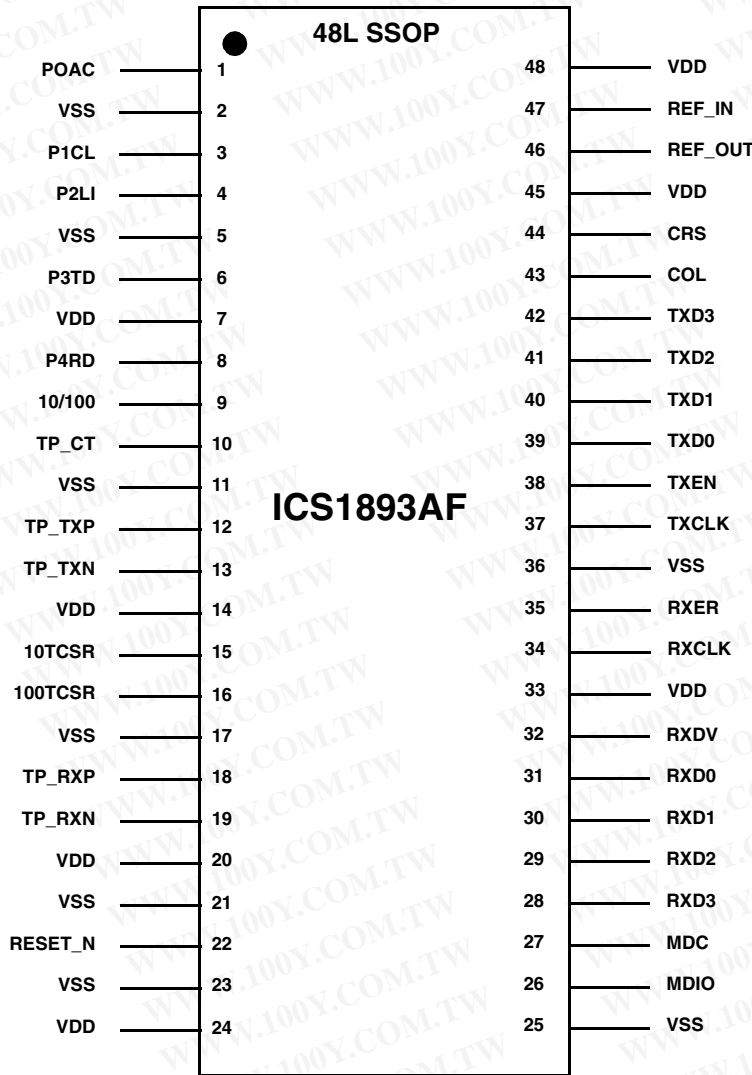 48L SSOP
POAC 1 48 VDD
VSS 2 47 REF_IN
P1CL 3 46 REF_OUT
P2LI 4 45 VDD
VSS 5 44 CRS
P3TD 6 43 COL
VDD 7 42 TXD3
P4RD 8 41 TXD2
10/100 9 40 TXD1
TP_CT 10 39 TXD0
VSS 11 38 TXEN
ICS1893AF
TP_TXP 12 37 TXCLK
TP_TXN 13 36 VSS
VDD 14 35 RXER
10TCSR 15 34 RXCLK
100TCSR 16 33 VDD
VSS 17 32 RXDV
TP_RXP 18 31 RXD0
TP_RXN 19 30 RXD1
VDD 20 29 RXD2
VSS 21 28 RXD3
RESET_N 22 27 MDC
VSS 23 26 MDIO
VDD 24 25 VSS
WWW.100Y.COM.TW